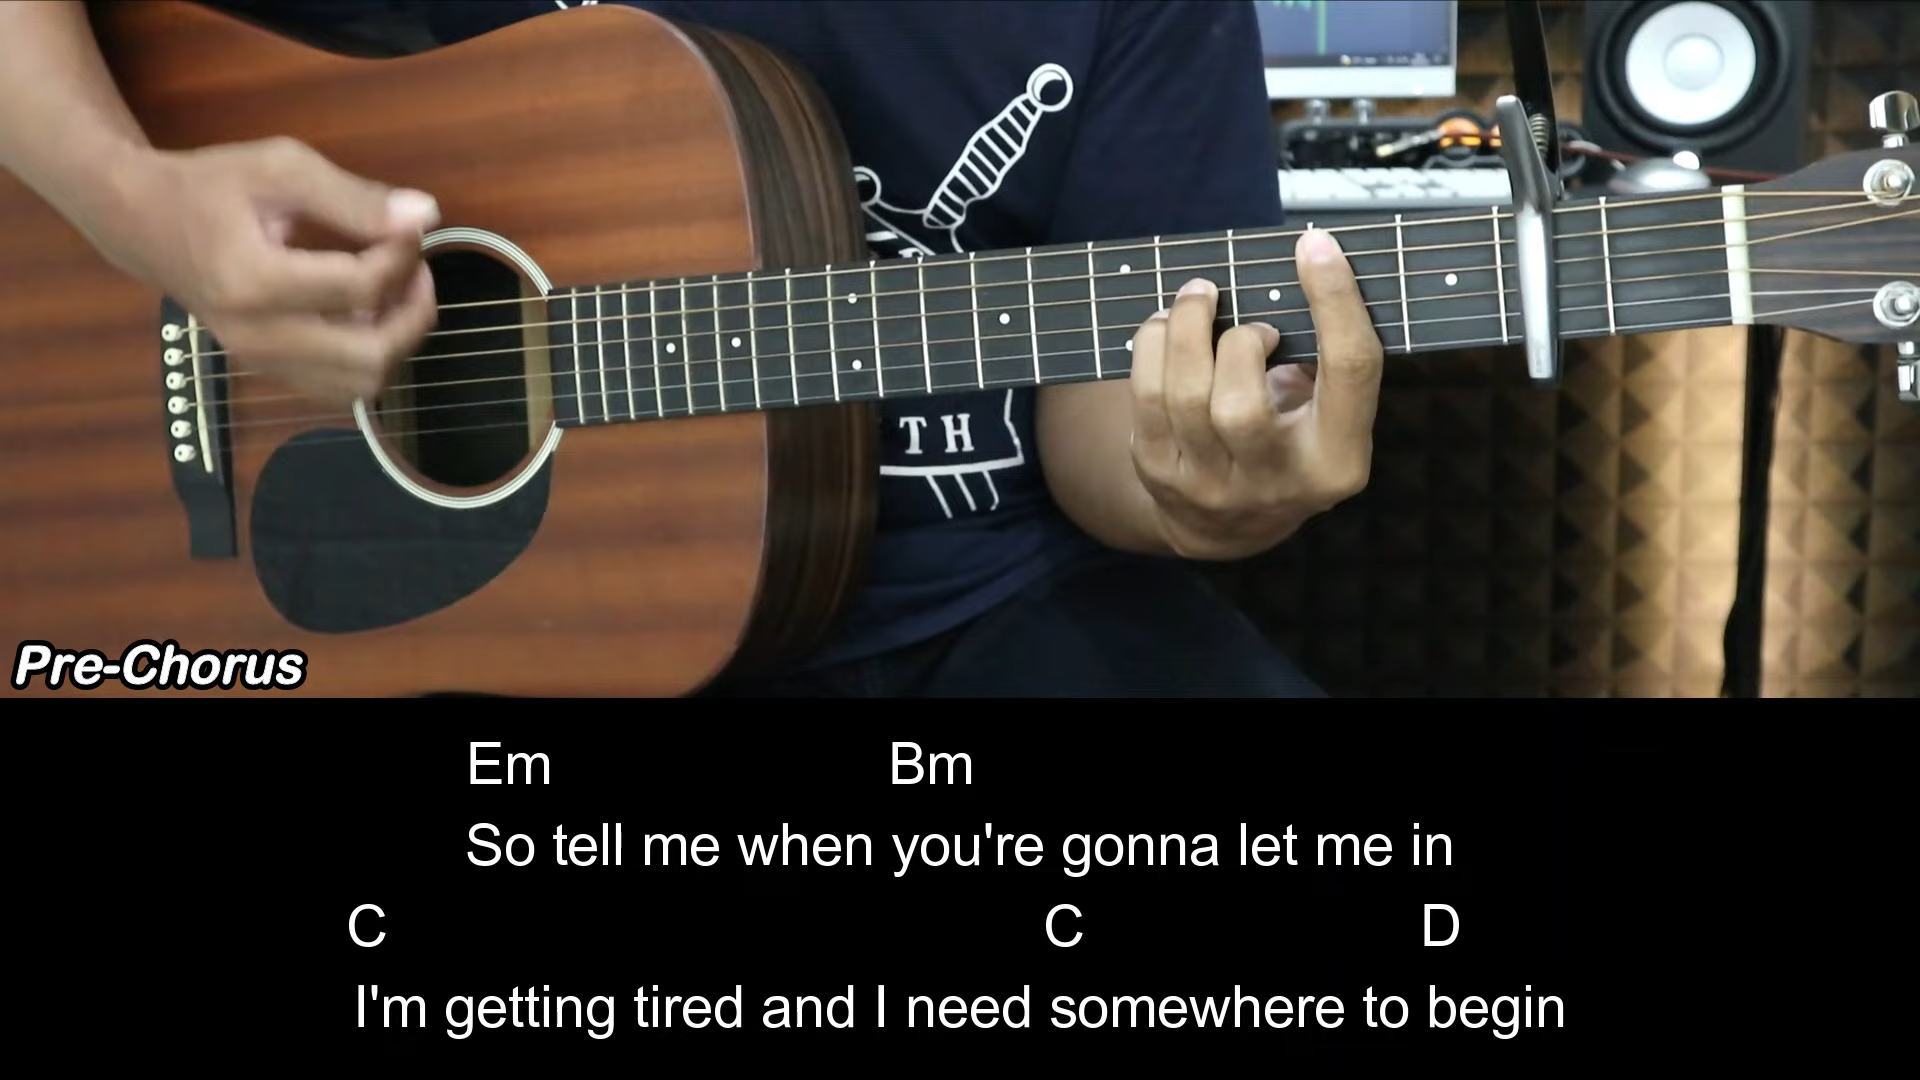 TH
Pre-Chorus
Em Bm
So tell me when you're gonna let me in
C C D
I'm getting tired and I need somewhere to begin